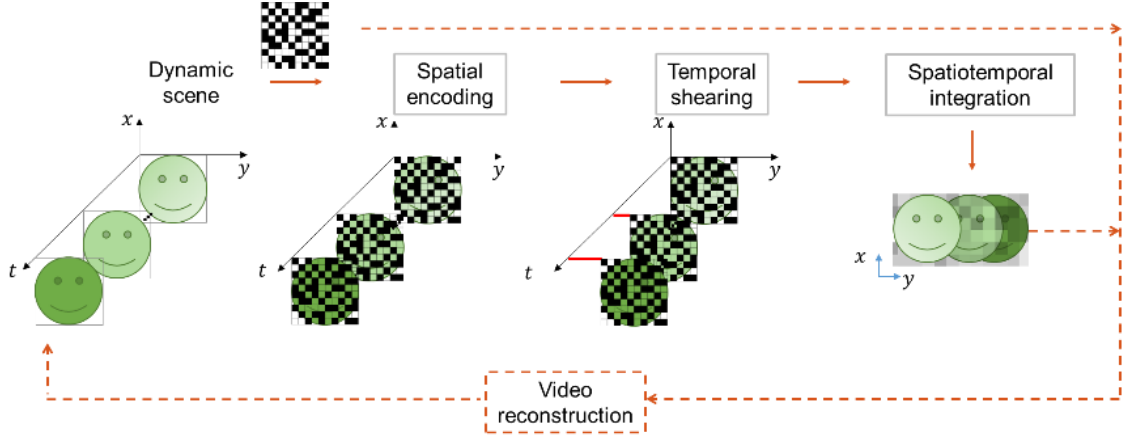 Dynamic
scene
Spatial
encoding
Temporal
shearing
Spatiotemporal
integration
x
y
t
x
y
t
x
y
t
x
y
Video
reconstruction